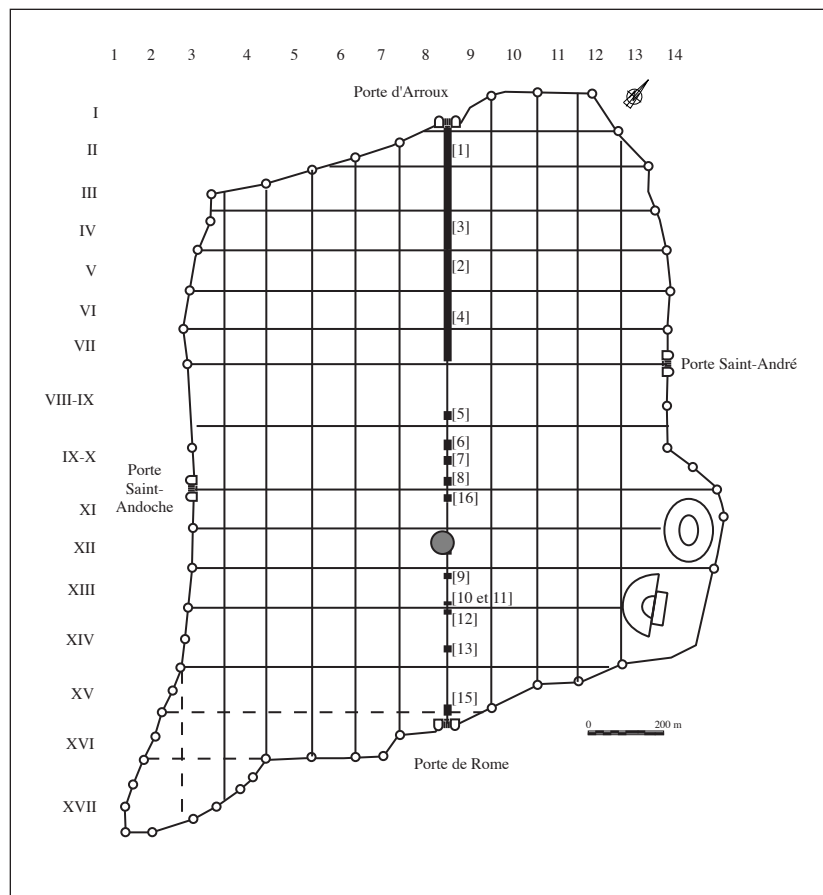 1 2 3 4 5 6 7 8 9 10 11 12 13 14
Porte d'Arroux
I
II
[1]
III
IV
[3]
V
[2]
VI
[4]
VII
Porte Saint-André
VIII-IX
[5]
[6]
IX-X
[7]
Porte
Saint-
Andoche
[8]
[16]
XI
XII
[9]
XIII
[10 et 11]
[12]
XIV
[13]
XV
[15]
0 200 m
XVI
Porte de Rome
XVII